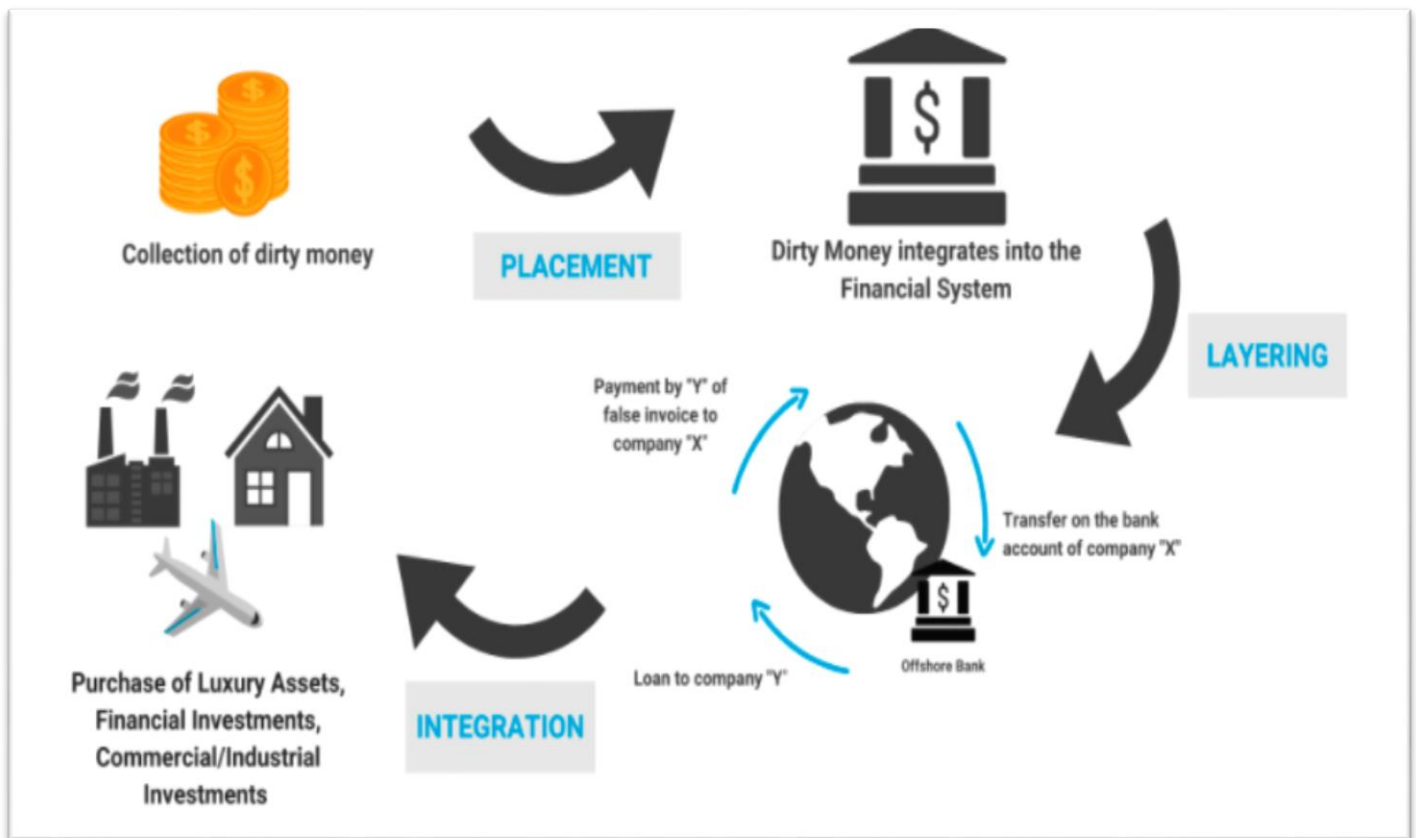 Collection of dirty money
PLACEMENT
$
Dirty Money integrates into the
Financial System
LAYERING
Payment by "Y" of
false invoice to
company "X"
Transfer on the bank
account of company "X"
$
Offshore Bank
Loan to company "Y"
INTEGRATION
Purchase of Luxury Assets,
Financial Investments,
Commercial/Industrial
Investments